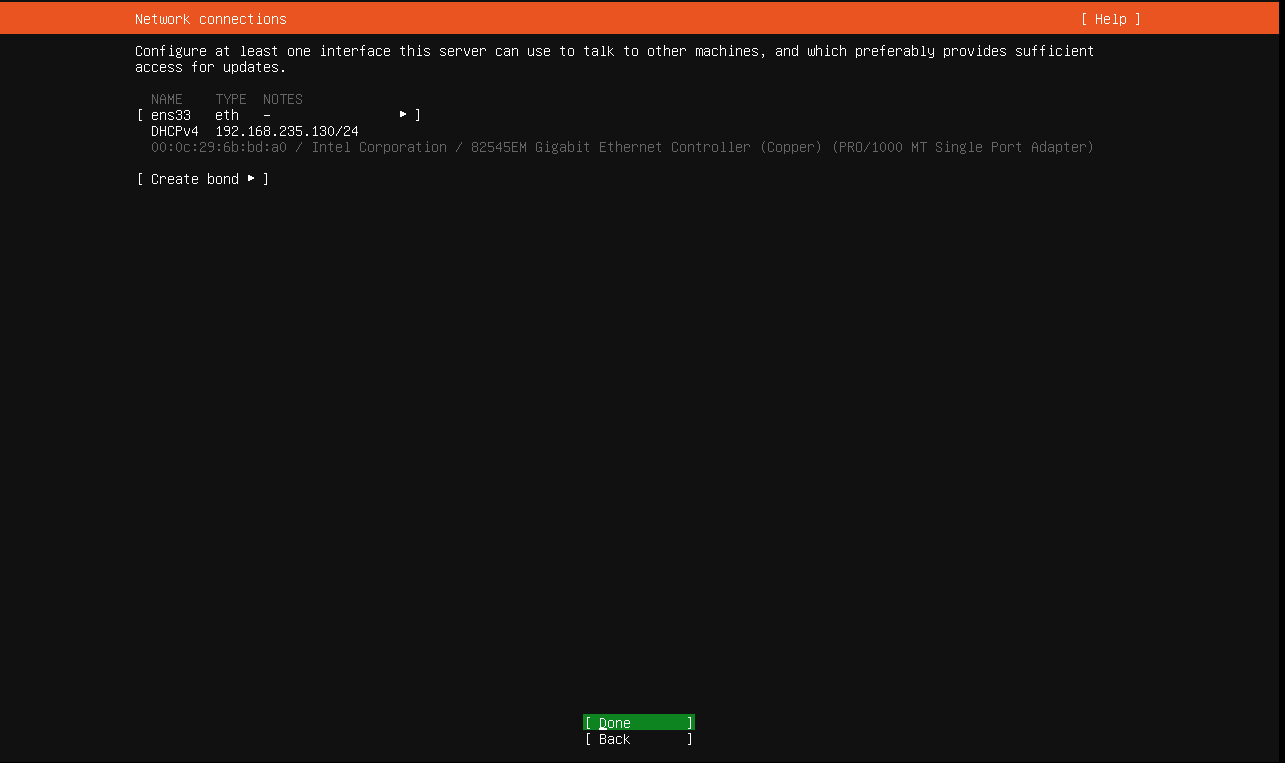 Network connections [ Help ]
Configure at least one interface this server can use to talk to other machines, and which preferably provides sufficient
access for updates.
NAME TYPE NOTES
[ ens33 eth - ▸ ]
DHCPv4 192.168.235.130/24
00:0c:29:6b:bd:a0 / Intel Corporation / 82545EM Gigabit Ethernet Controller (Copper) (PRO/1000 MT Single Port Adapter)
[ Create bond ▸ ]
[ Done ]
[ Back ]